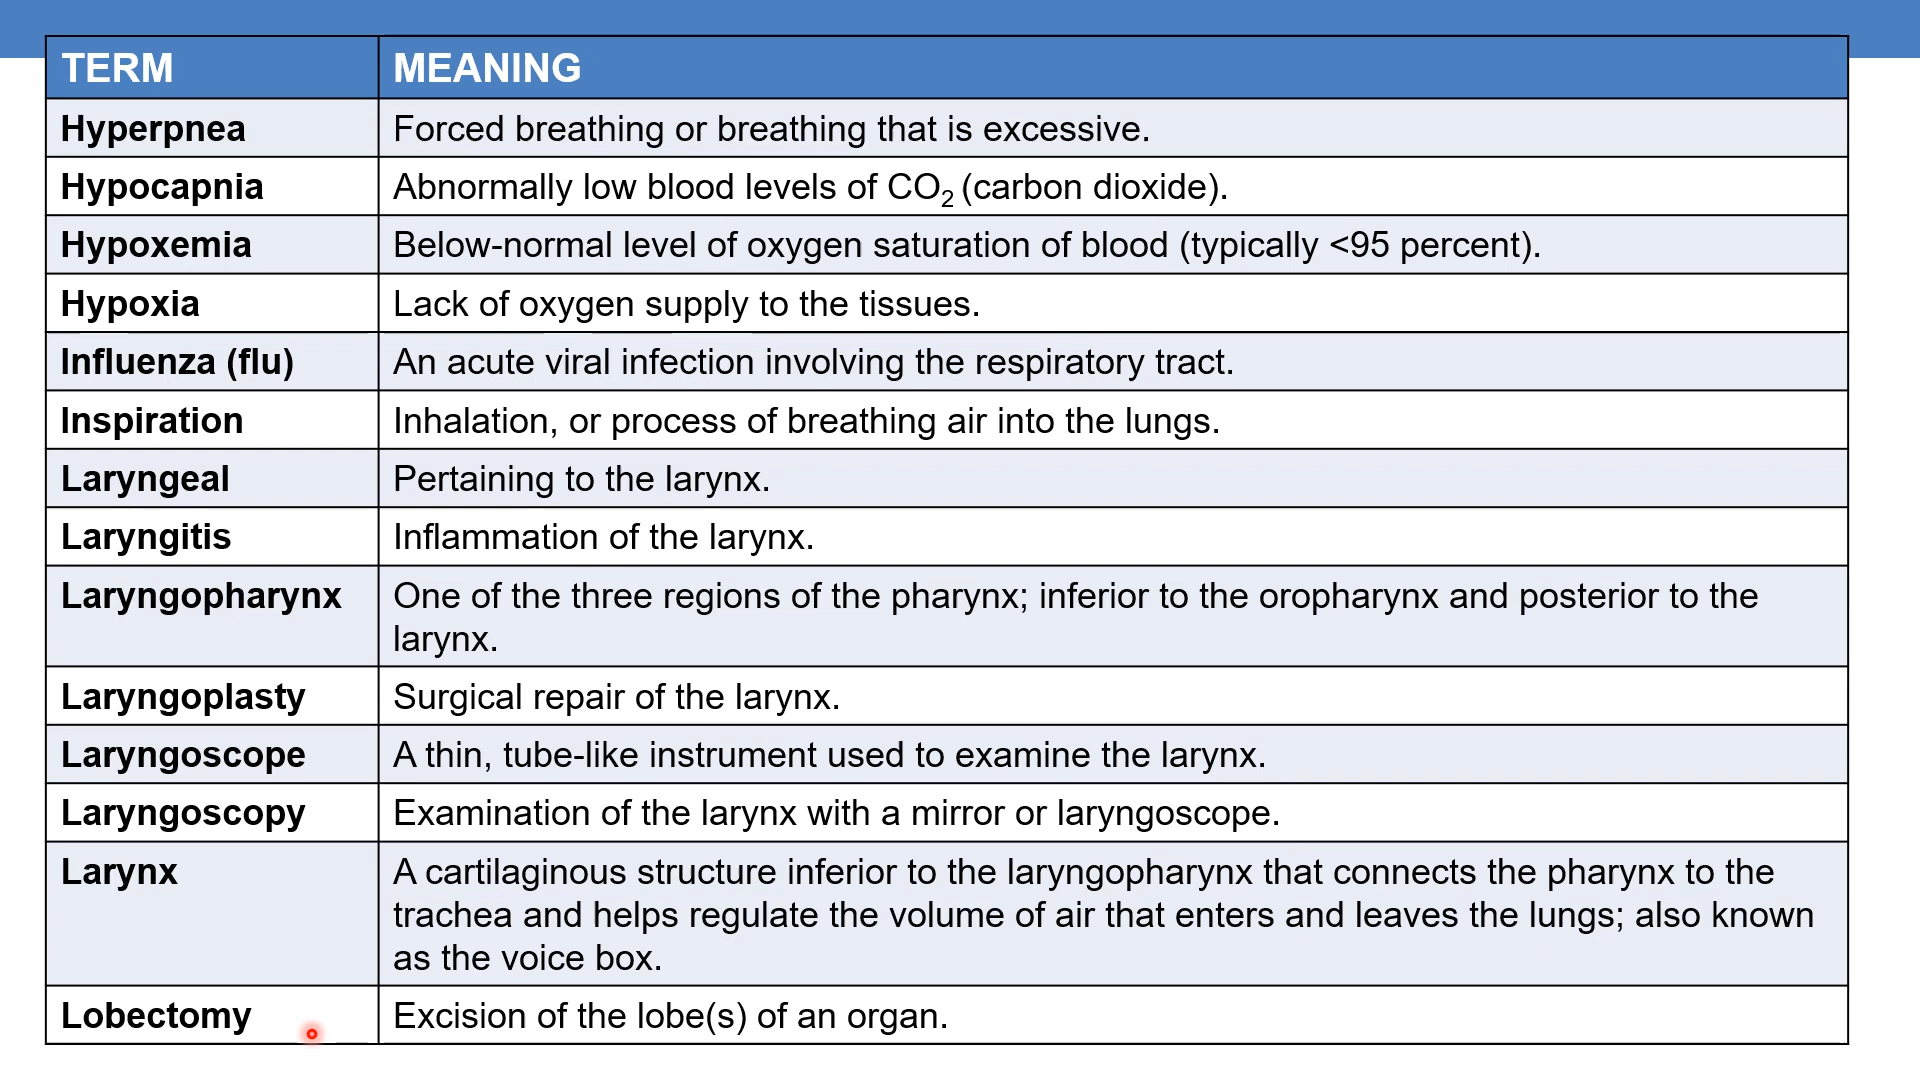 TERM MEANING
Hyperpnea Forced breathing or breathing that is excessive.
Hypocapnia Abnormally low blood levels of CO₂ (carbon dioxide).
Hypoxemia Below-normal level of oxygen saturation of blood (typically <95 percent).
Hypoxia Lack of oxygen supply to the tissues.
Influenza (flu) An acute viral infection involving the respiratory tract.
Inspiration Inhalation, or process of breathing air into the lungs.
Laryngeal Pertaining to the larynx.
Laryngitis Inflammation of the larynx.
Laryngopharynx One of the three regions of the pharynx; inferior to the oropharynx and posterior to the
larynx.
Laryngoplasty Surgical repair of the larynx.
Laryngoscope A thin, tube-like instrument used to examine the larynx.
Laryngoscopy Examination of the larynx with a mirror or laryngoscope.
Larynx A cartilaginous structure inferior to the laryngopharynx that connects the pharynx to the
trachea and helps regulate the volume of air that enters and leaves the lungs; also known
as the voice box.
Lobectomy Excision of the lobe(s) of an organ.